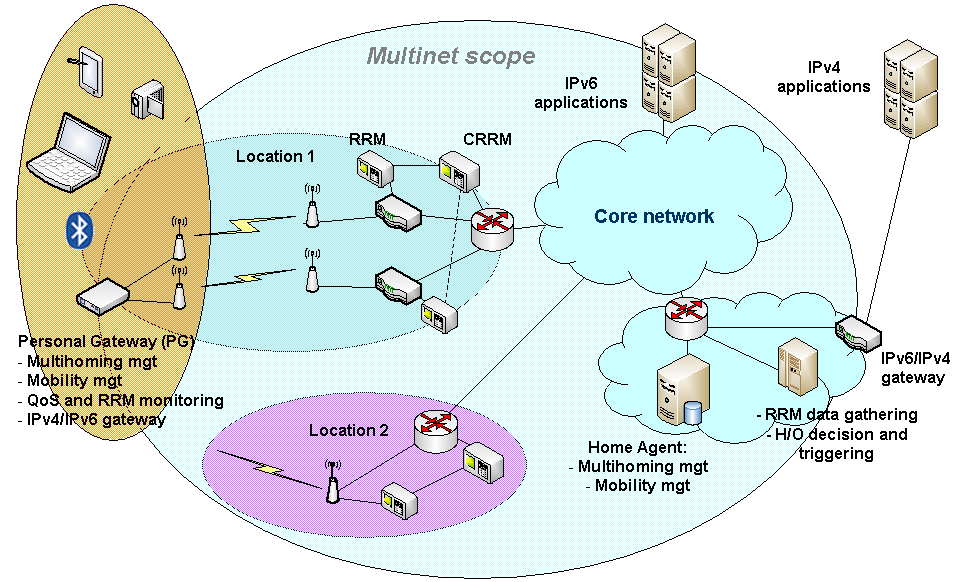 Multinet scope
IPv6
applications
IPv4
applications
Location 1
RRM
CRRM
Core network
Personal Gateway (PG)
- Multihoming mgt
- Mobility mgt
- QoS and RRM monitoring
- IPv4/IPv6 gateway
IPv6/IPv4
gateway
- RRM data gathering
- H/O decision and
triggering
Home Agent:
- Multihoming mgt
- Mobility mgt
Location 2